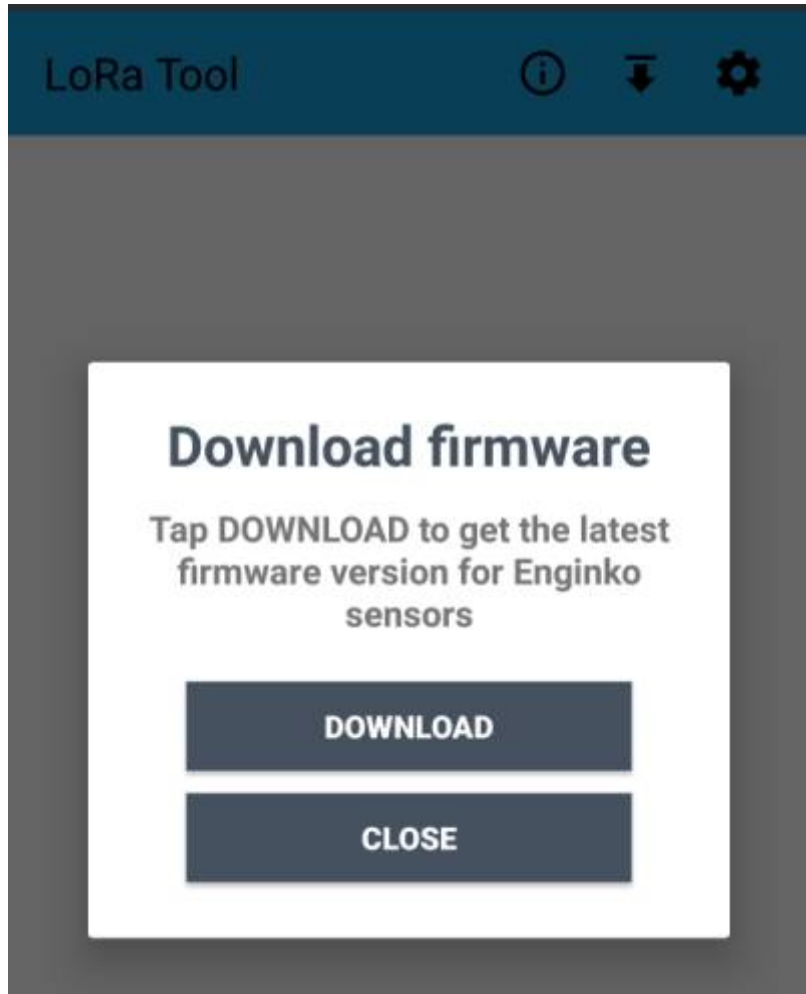 LoRa Tool
Download firmware
Tap DOWNLOAD to get the latest
firmware version for Enginko
sensors
DOWNLOAD
CLOSE